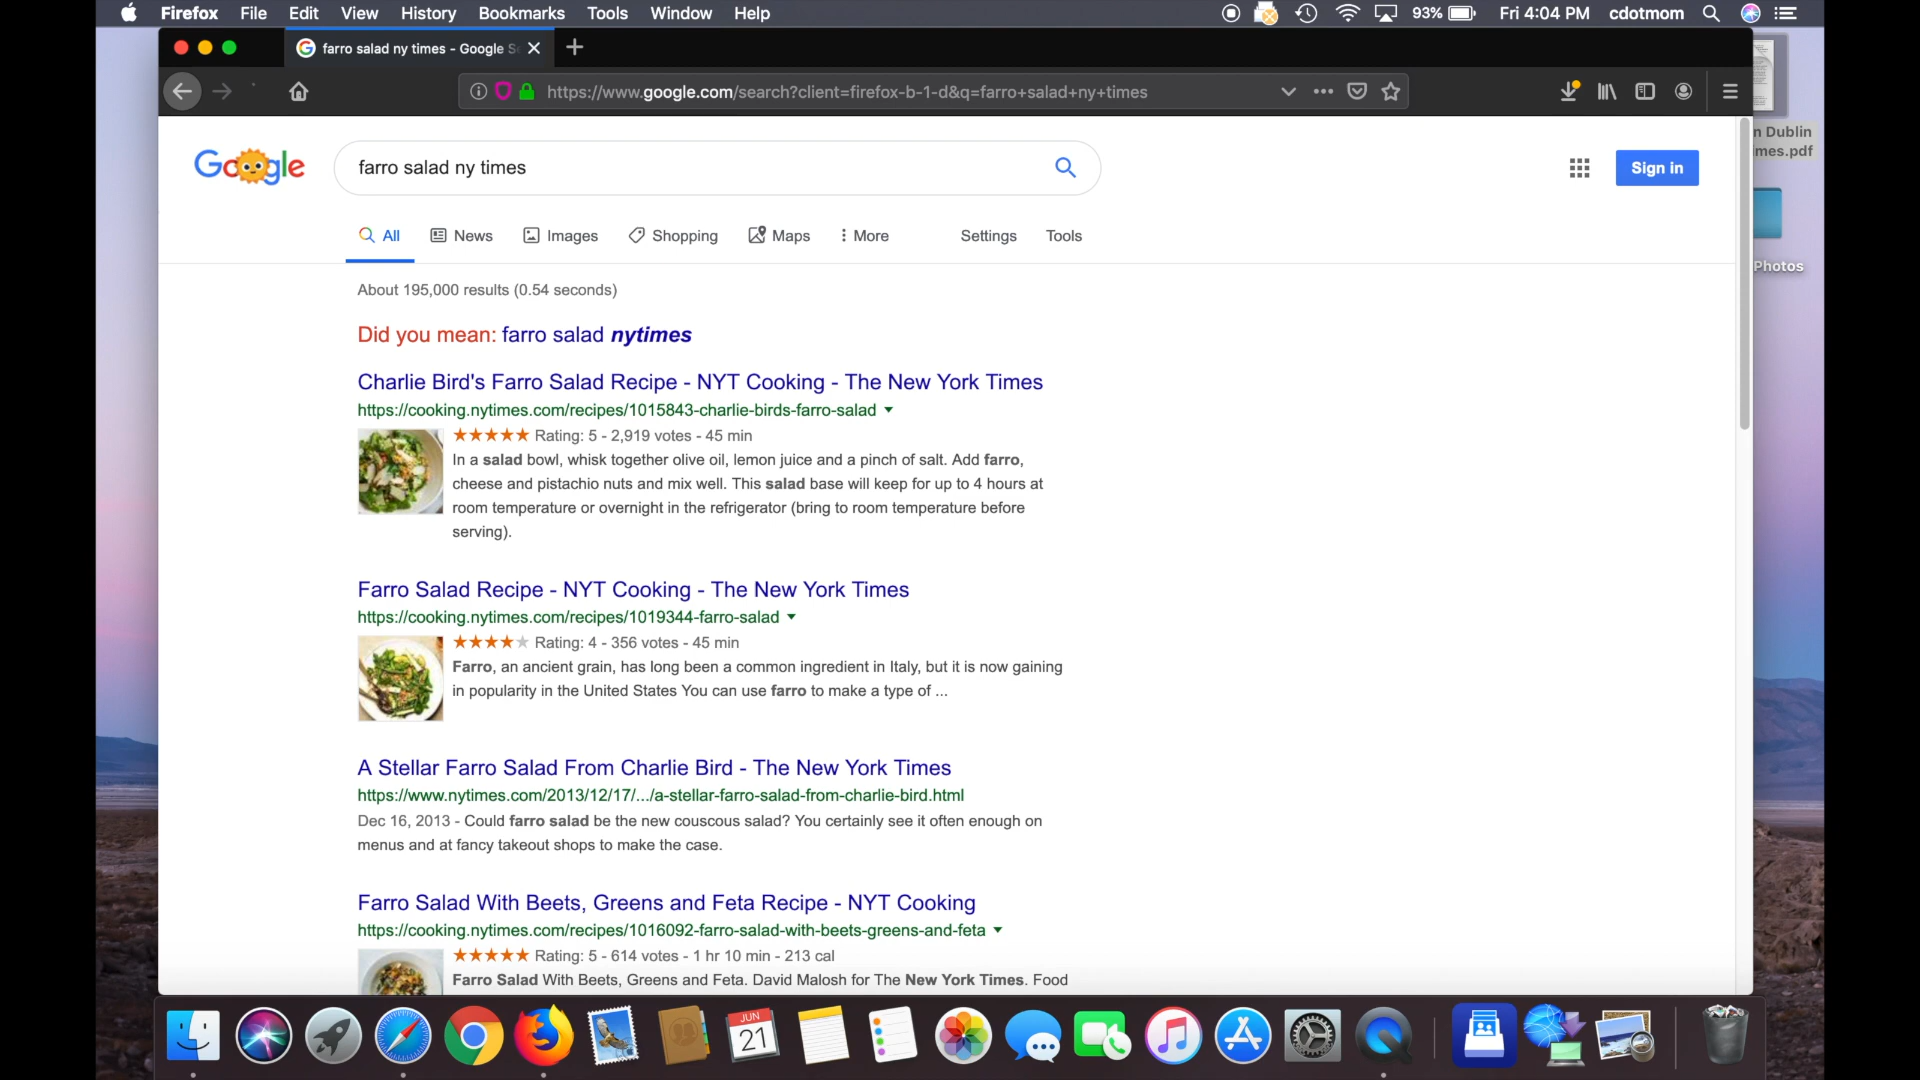 Firefox File Edit View History Bookmarks Tools Window Help 93% Fri 4:04 PM cdotmom
farro salad ny times - Google S
https://www.google.com/search?client=firefox-b-1-d&q=farro+salad+ny+times
n Dublin
mes.pdf
Google farro salad ny times Sign in
All News Images Shopping Maps More Settings Tools
Photos
About 195,000 results (0.54 seconds)
Did you mean: farro salad nytimes
Charlie Bird's Farro Salad Recipe - NYT Cooking - The New York Times
https://cooking.nytimes.com/recipes/1015843-charlie-birds-farro-salad
Rating: 5 - 2,919 votes - 45 min
In a salad bowl, whisk together olive oil, lemon juice and a pinch of salt. Add farro,
cheese and pistachio nuts and mix well. This salad base will keep for up to 4 hours at
room temperature or overnight in the refrigerator (bring to room temperature before
serving).
Farro Salad Recipe - NYT Cooking - The New York Times
https://cooking.nytimes.com/recipes/1019344-farro-salad
Rating: 4 - 356 votes - 45 min
Farro, an ancient grain, has long been a common ingredient in Italy, but it is now gaining
in popularity in the United States You can use farro to make a type of ...
A Stellar Farro Salad From Charlie Bird - The New York Times
https://www.nytimes.com/2013/12/17/.../a-stellar-farro-salad-from-charlie-bird.html
Dec 16, 2013 - Could farro salad be the new couscous salad? You certainly see it often enough on
menus and at fancy takeout shops to make the case.
Farro Salad With Beets, Greens and Feta Recipe - NYT Cooking
https://cooking.nytimes.com/recipes/1016092-farro-salad-with-beets-greens-and-feta
Rating: 5 - 614 votes - 1 hr 10 min - 213 cal
Farro Salad With Beets, Greens and Feta. David Malosh for The New York Times. Food
JUN
21